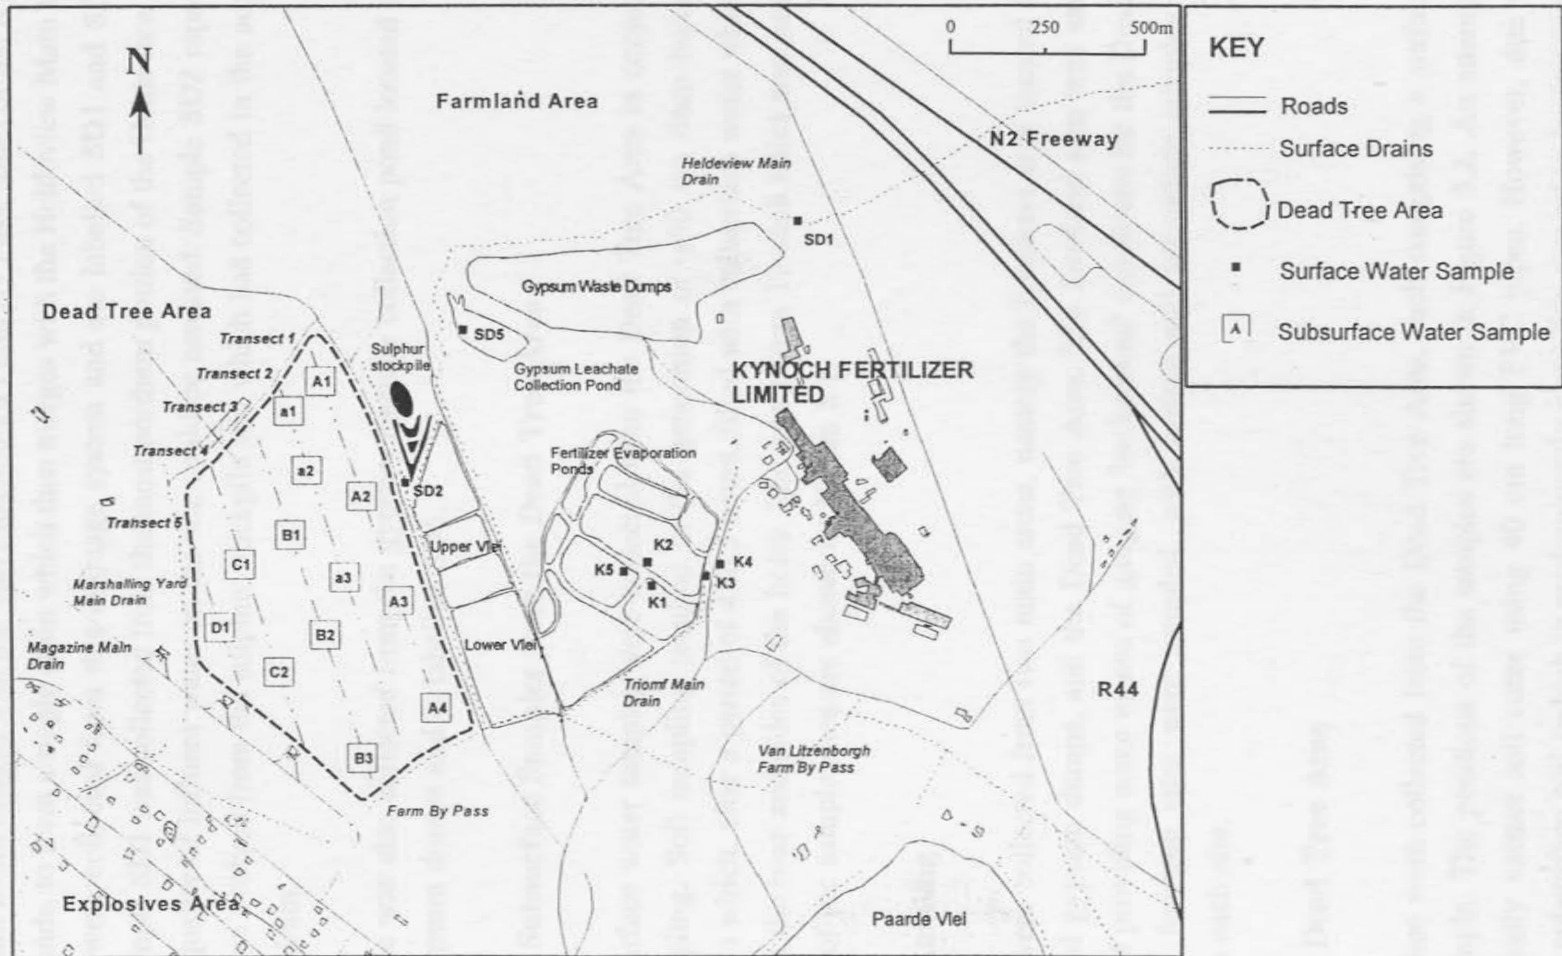 0
250
500m
KEY
Roads
Surface Drains
Dead Tree Area
Surface Water Sample
A
Subsurface Water Sample
N
Farmland Area
N2 Freeway
Heldeview Main
Drain
SD1
Gypsum Waste Dumps
Dead Tree Area
Transect 1
Transect 2
Transect 3
Transect 4
Transect 5
Sulphur
stockpile
SD5
Gypsum Leachate
Collection Pond
KYNOCH FERTILIZER
LIMITED
A1
a1
a2
A2
SD2
Fertilizer Evaporation
Ponds
B1
C1
a3
A3
Upper Vlei
K2
K5
K1
K4
K3
Marshalling Yard
Main Drain
D1
B2
C2
Lower Vlei
Magazine Main
Drain
Triomf Main
Drain
R44
A4
B3
Van Litzenborgh
Farm By Pass
Farm By Pass
Explosives Area
Paarde Vlei